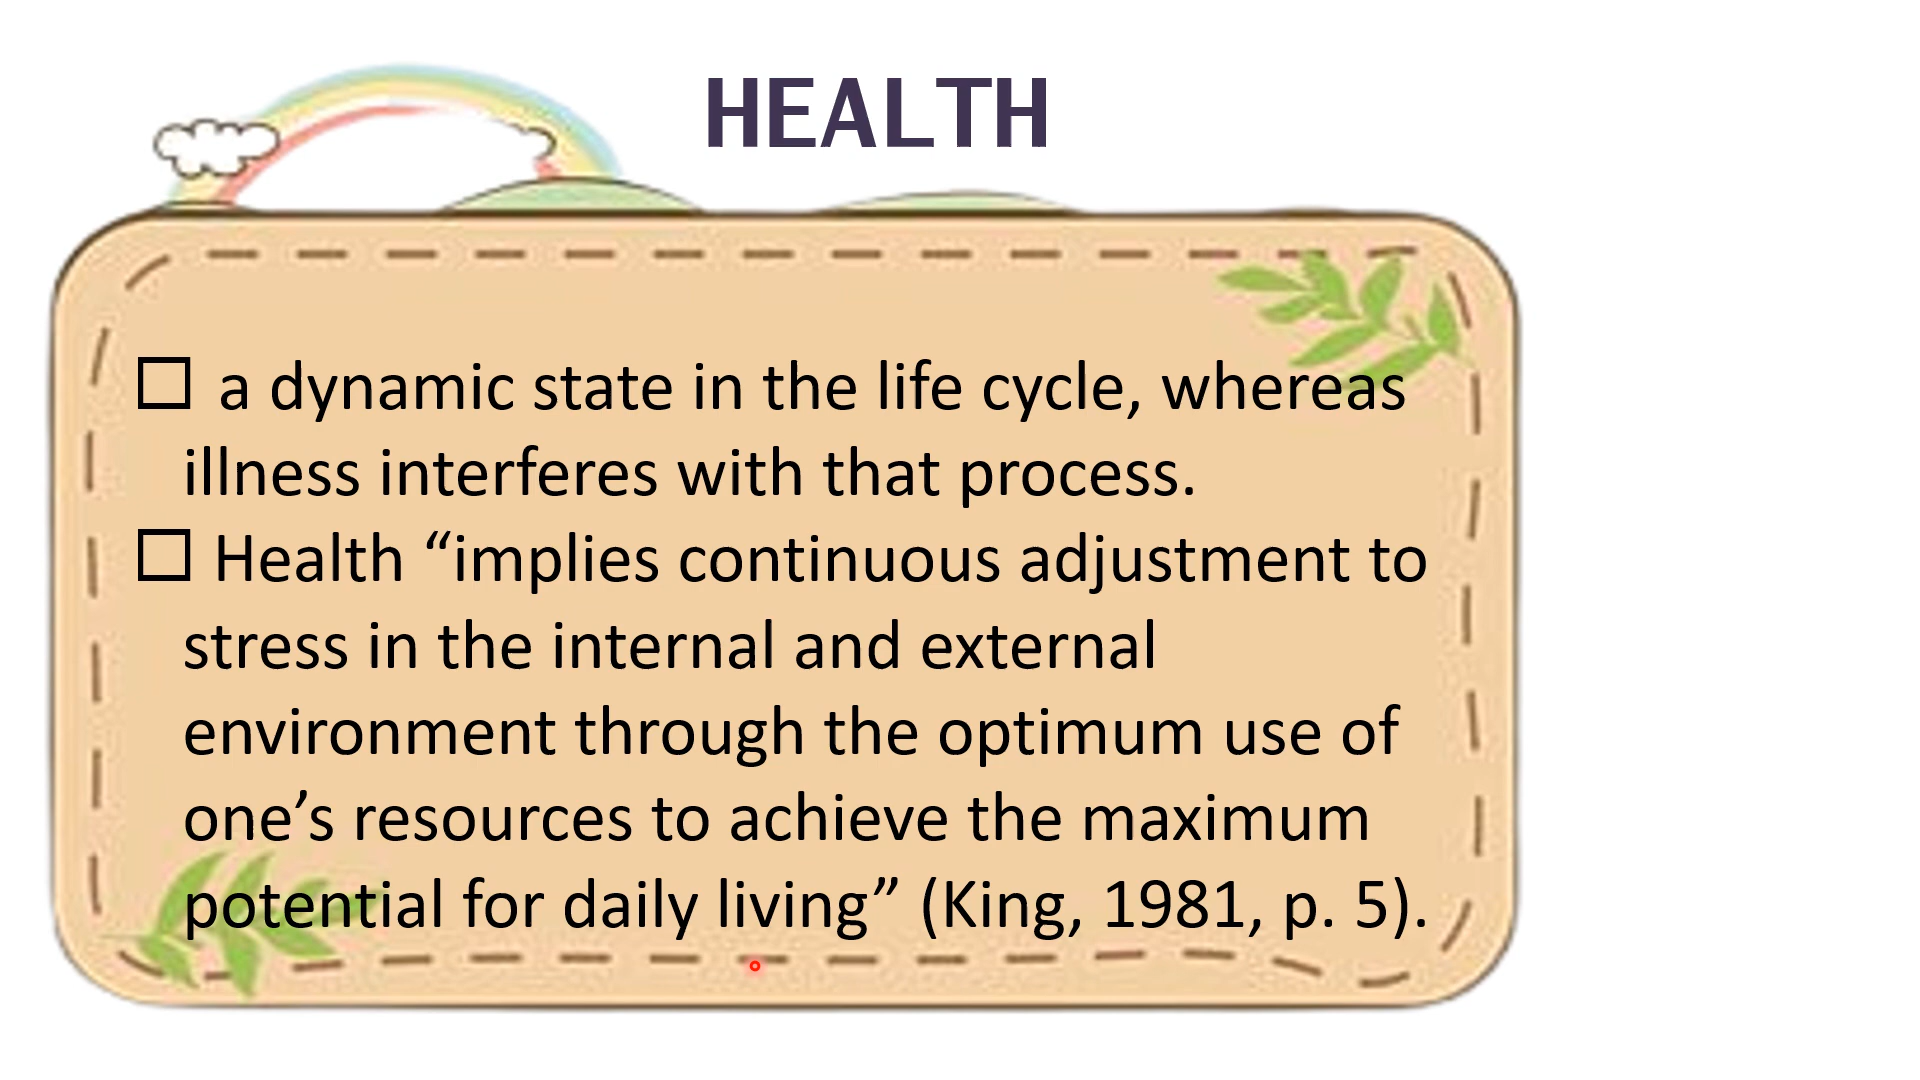 HEALTH
☐ a dynamic state in the life cycle, whereas
illness interferes with that process.
☐ Health “implies continuous adjustment to
stress in the internal and external
environment through the optimum use of
one’s resources to achieve the maximum
potential for daily living” (King, 1981, p. 5).